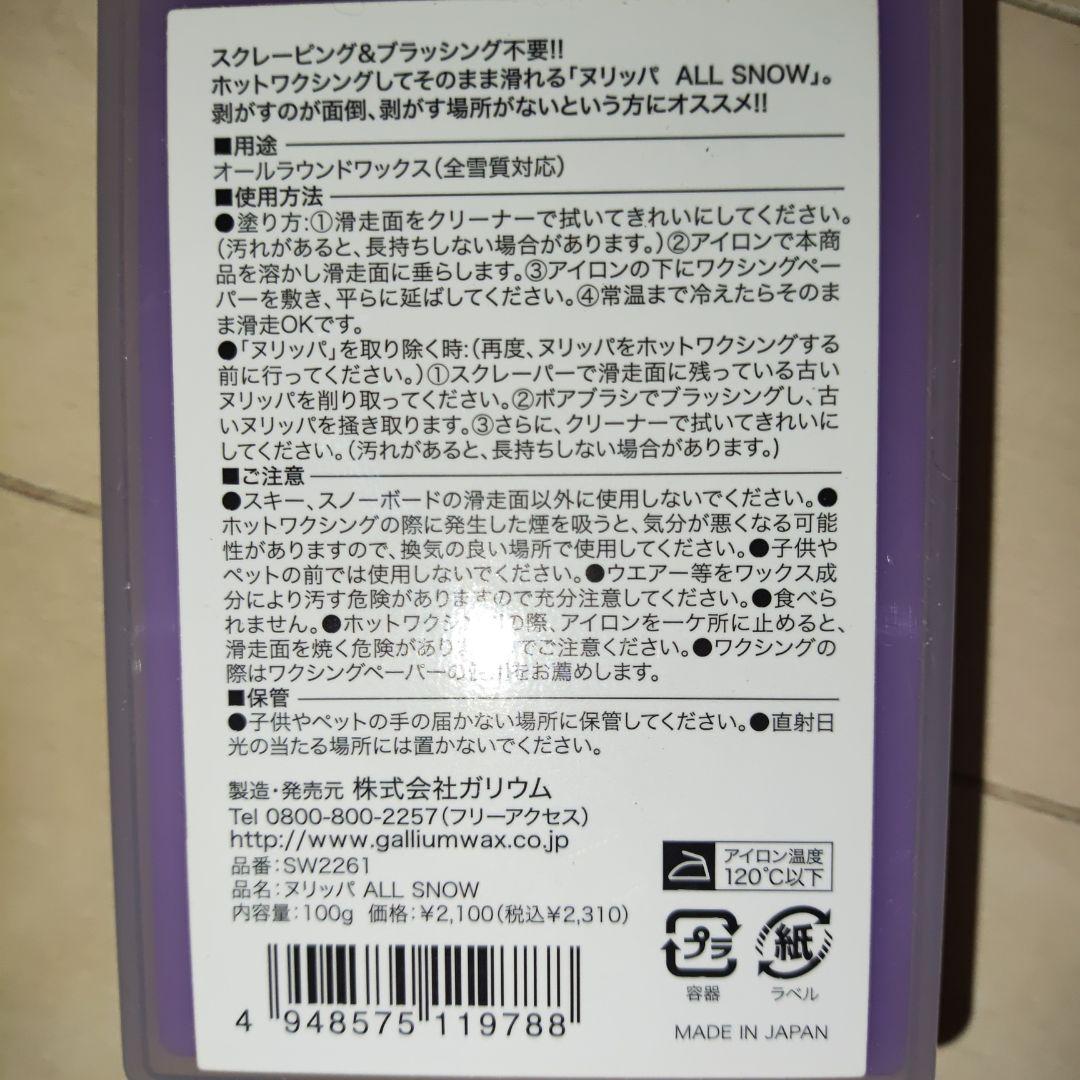 スクレーピング&ブラッシング不要!!
ホットワクシングしてそのまま滑れる「ヌリッパ ALL SNOW」。
剥がすのが面倒、剥がす場所がないという方にオススメ!!
■用途
オールラウンドワックス(全雪質対応)
■使用方法
●塗り方:①滑走面をクリーナーで拭いてきれいにしてください。
(汚れがあると、長持ちしない場合があります。)②アイロンで本商
品を溶かし滑走面に垂らします。③アイロンの下にワクシングペー
パーを敷き、平らに延ばしてください。④常温まで冷えたらそのま
ま滑走OKです。
●「ヌリッパ」を取り除く時:(再度、ヌリッパをホットワクシングする
前に行ってください。)①スクレーパーで滑走面に残っている古い
ヌリッパを削り取ってください。②ボアブラシでブラッシングし、古
いヌリッパを掻き取ります。③さらに、クリーナーで拭いてきれいに
してください。(汚れがあると、長持ちしない場合があります。)
■ご注意
●スキー、スノーボードの滑走面以外に使用しないでください。●
ホットワクシングの際に発生した煙を吸うと、気分が悪くなる可能
性がありますので、換気の良い場所で使用してください。●子供や
ペットの前では使用しないでください。●ウエアー等をワックス成
分により汚す危険がありますので充分注意してください。●食べら
れません。●ホットワクシングの際、アイロンを一ケ所に止めると、
滑走面を焼く危険があり でご注意ください。●ワクシングの
際はワクシングペーパーの をお薦めします。
■保管
●子供やペットの手の届かない場所に保管してください。●直射日
光の当たる場所には置かないでください。
製造・発売元 株式会社ガリウム
Tel 0800-800-2257(フリーアクセス)
http://www.galliumwax.co.jp
品番:SW2261
品名:ヌリッパ ALL SNOW
内容量:100g 価格:¥2,100(税込¥2,310)
アイロン温度
120℃以下
プラ
容器
紙
ラベル
4 948575 119788
MADE IN JAPAN